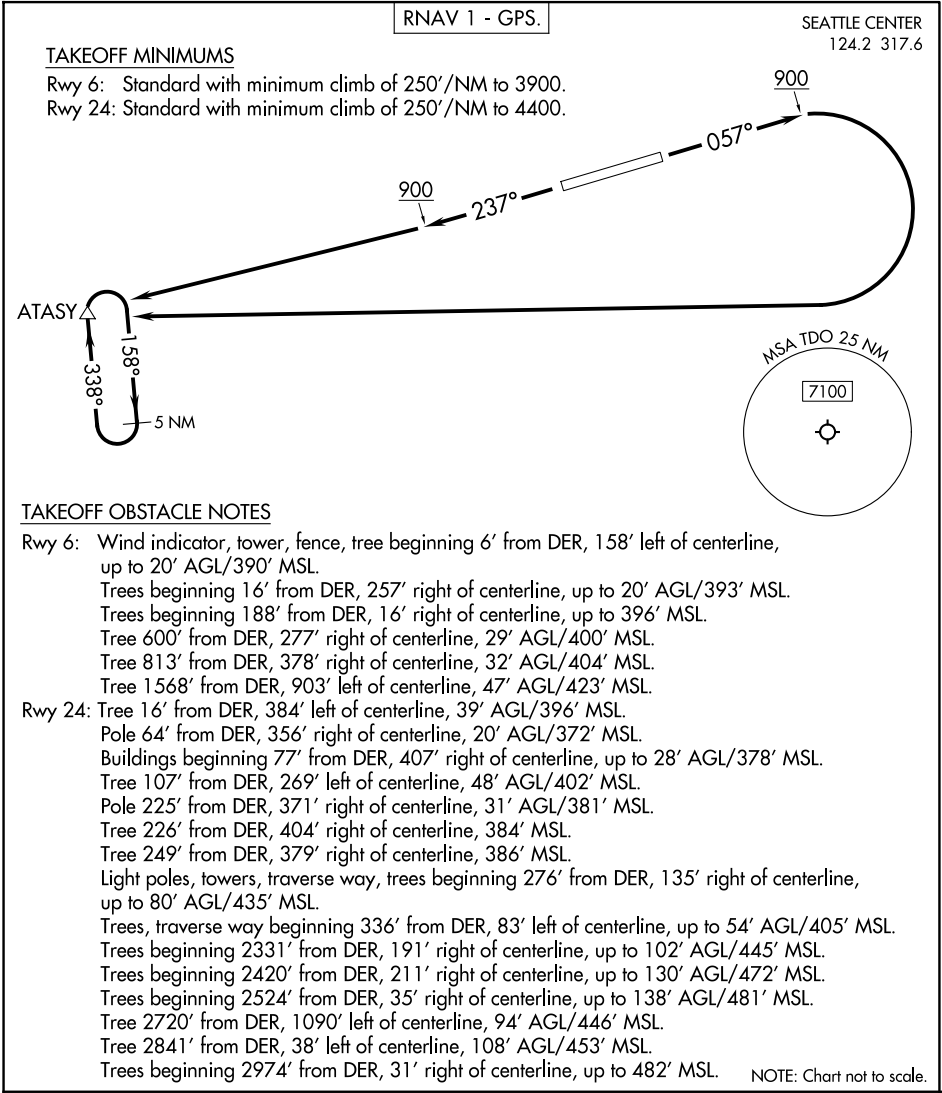 RNAV 1 - GPS.
SEATTLE CENTER
124.2 317.6
TAKEOFF MINIMUMS
Rwy 6: Standard with minimum climb of 250'/NM to 3900.
Rwy 24: Standard with minimum climb of 250'/NM to 4400.
900
057°
900
237°
ATASY
158°
338°
5 NM
MSA TDO 25 NM
7100
TAKEOFF OBSTACLE NOTES
Rwy 6: Wind indicator, tower, fence, tree beginning 6' from DER, 158' left of centerline,
up to 20' AGL/390' MSL.
Trees beginning 16' from DER, 257' right of centerline, up to 20' AGL/393' MSL.
Trees beginning 188' from DER, 16' right of centerline, up to 396' MSL.
Tree 600' from DER, 277' right of centerline, 29' AGL/400' MSL.
Tree 813' from DER, 378' right of centerline, 32' AGL/404' MSL.
Tree 1568' from DER, 903' left of centerline, 47' AGL/423' MSL.
Rwy 24: Tree 16' from DER, 384' left of centerline, 39' AGL/396' MSL.
Pole 64' from DER, 356' right of centerline, 20' AGL/372' MSL.
Buildings beginning 77' from DER, 407' right of centerline, up to 28' AGL/378' MSL.
Tree 107' from DER, 269' left of centerline, 48' AGL/402' MSL.
Pole 225' from DER, 371' right of centerline, 31' AGL/381' MSL.
Tree 226' from DER, 404' right of centerline, 384' MSL.
Tree 249' from DER, 379' right of centerline, 386' MSL.
Light poles, towers, traverse way, trees beginning 276' from DER, 135' right of centerline,
up to 80' AGL/435' MSL.
Trees, traverse way beginning 336' from DER, 83' left of centerline, up to 54' AGL/405' MSL.
Trees beginning 2331' from DER, 191' right of centerline, up to 102' AGL/445' MSL.
Trees beginning 2420' from DER, 211' right of centerline, up to 130' AGL/472' MSL.
Trees beginning 2524' from DER, 35' right of centerline, up to 138' AGL/481' MSL.
Tree 2720' from DER, 1090' left of centerline, 94' AGL/446' MSL.
Tree 2841' from DER, 38' left of centerline, 108' AGL/453' MSL.
Trees beginning 2974' from DER, 31' right of centerline, up to 482' MSL.
NOTE: Chart not to scale.